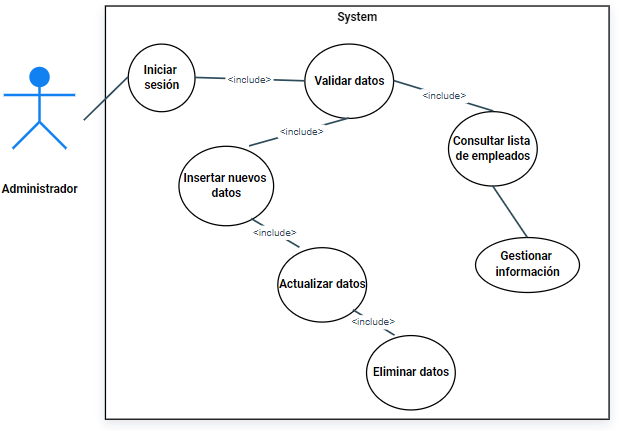 System
Iniciar
sesión
<include>
Validar datos
<include>
Consultar lista
de empleados
<include>
Insertar nuevos
datos
Administrador
<include>
Gestionar
información
Actualizar datos
<include>
Eliminar datos